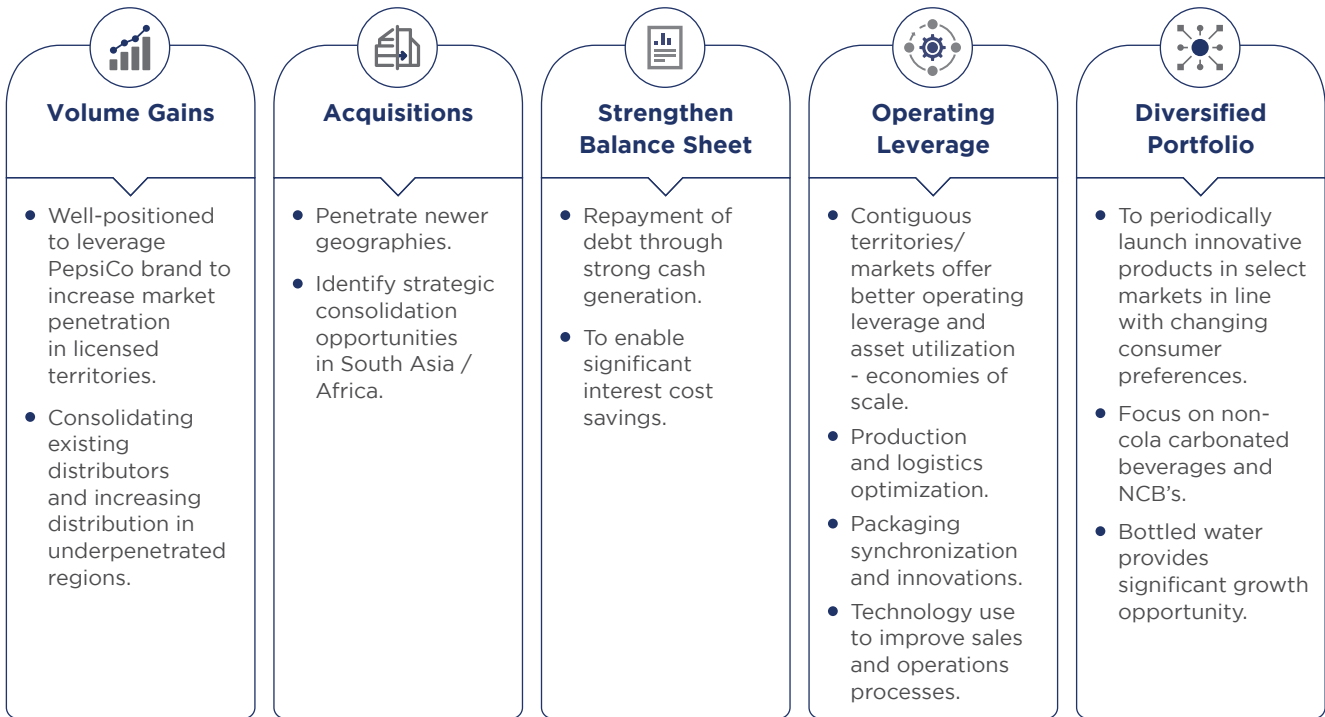 Volume Gains
Well-positioned
to leverage
PepsiCo brand to
increase market
penetration
in licensed
territories.
Consolidating
existing
distributors
and increasing
distribution in
underpenetrated
regions.
Acquisitions
Penetrate newer
geographies.
Identify strategic
consolidation
opportunities
in South Asia /
Africa.
Strengthen
Balance Sheet
Repayment of
debt through
strong cash
generation.
To enable
significant
interest cost
savings.
Operating
Leverage
Contiguous
territories/
markets offer
better operating
leverage and
asset utilization
- economies of
scale.
Production
and logistics
optimization.
Packaging
synchronization
and innovations.
Technology use
to improve sales
and operations
processes.
Diversified
Portfolio
To periodically
launch innovative
products in select
markets in line
with changing
consumer
preferences.
Focus on non-
cola carbonated
beverages and
NCB's.
Bottled water
provides
significant growth
opportunity.